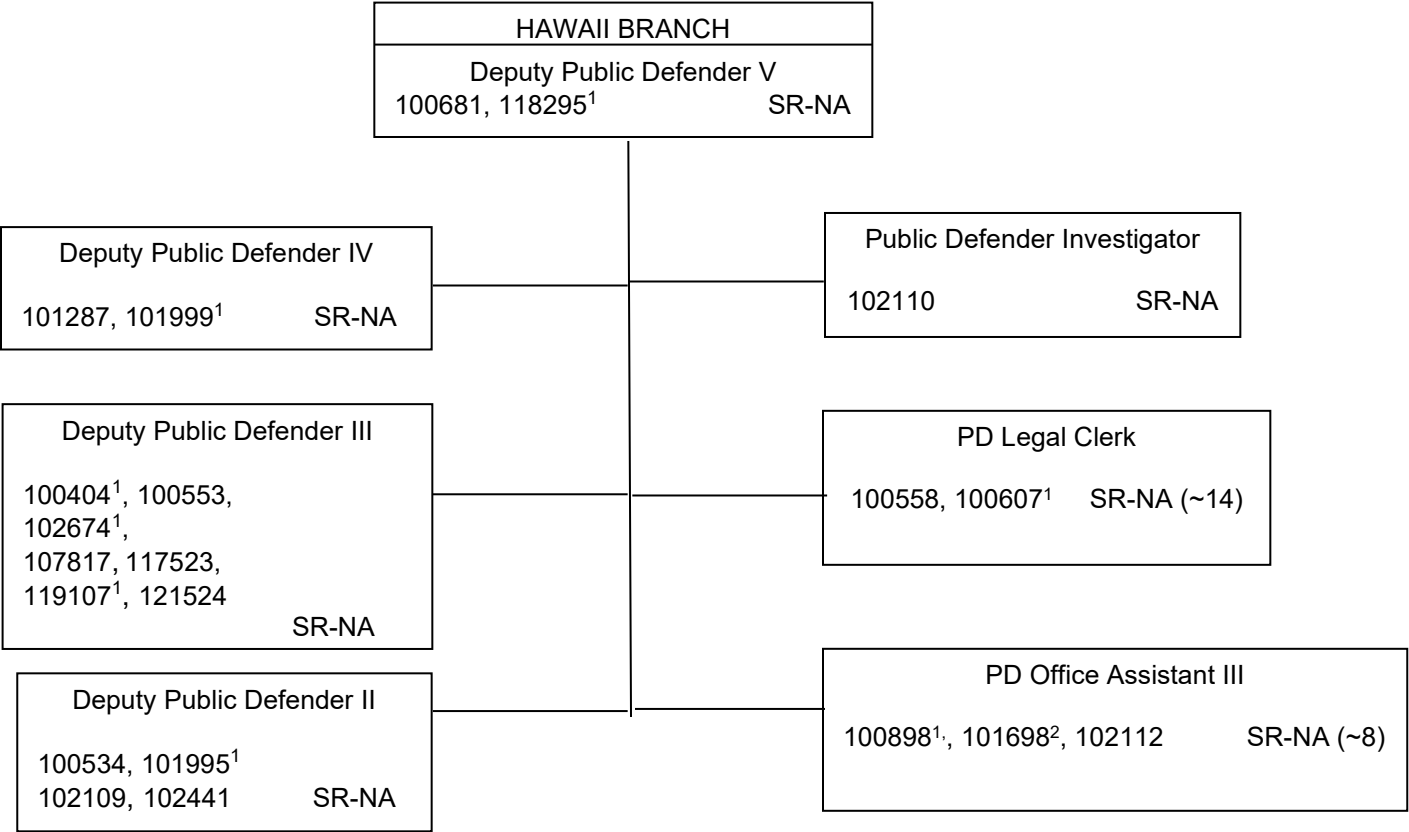 HAWAII BRANCH
Deputy Public Defender V
100681, 118295¹ SR-NA
Deputy Public Defender IV
101287, 101999¹ SR-NA
Public Defender Investigator
102110 SR-NA
Deputy Public Defender III
100404¹, 100553,
102674¹,
107817, 117523,
119107¹, 121524
SR-NA
PD Legal Clerk
100558, 100607¹ SR-NA (~14)
Deputy Public Defender II
100534, 101995¹
102109, 102441 SR-NA
PD Office Assistant III
100898¹˒, 101698², 102112 SR-NA (~8)